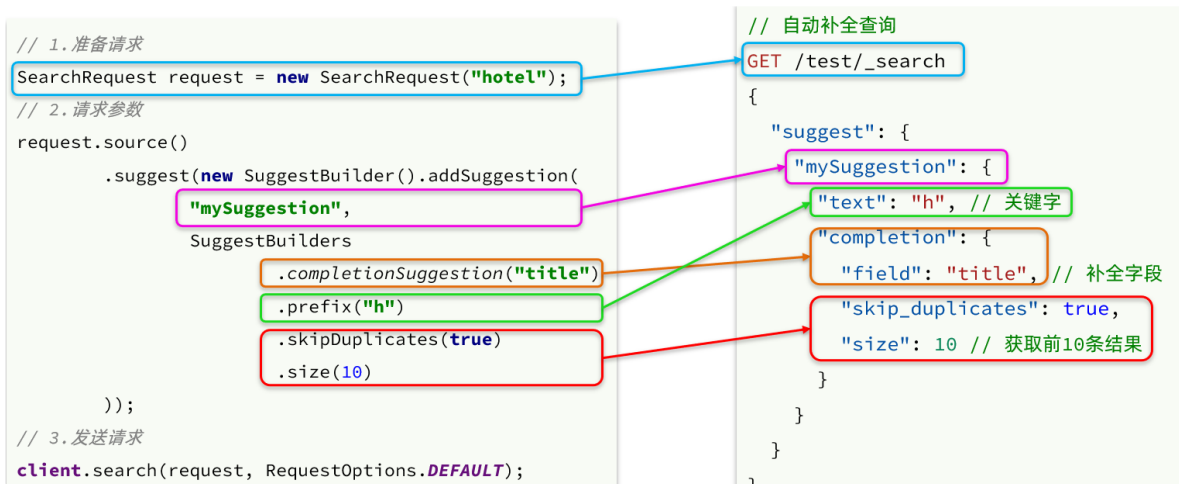 // 1.准备请求
SearchRequest request = new SearchRequest("hotel");
// 2.请求参数
request.source()
.suggest(new SuggestBuilder().addSuggestion(
"mySuggestion",
SuggestBuilders
.completionSuggestion("title")
.prefix("h")
.skipDuplicates(true)
.size(10)
));
// 3.发送请求
client.search(request, RequestOptions.DEFAULT);
// 自动补全查询
GET /test/_search
{
"suggest": {
"mySuggestion": {
"text": "h", // 关键字
"completion": {
"field": "title", // 补全字段
"skip_duplicates": true,
"size": 10 // 获取前10条结果
}
}
}
}